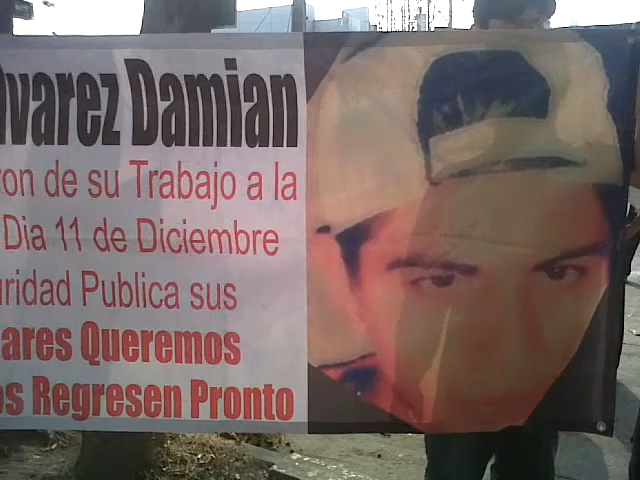 lvarez Damian
ron de su Trabajo a la
Dia 11 de Diciembre
uridad Publica sus
ares Queremos
os Regresen Pronto